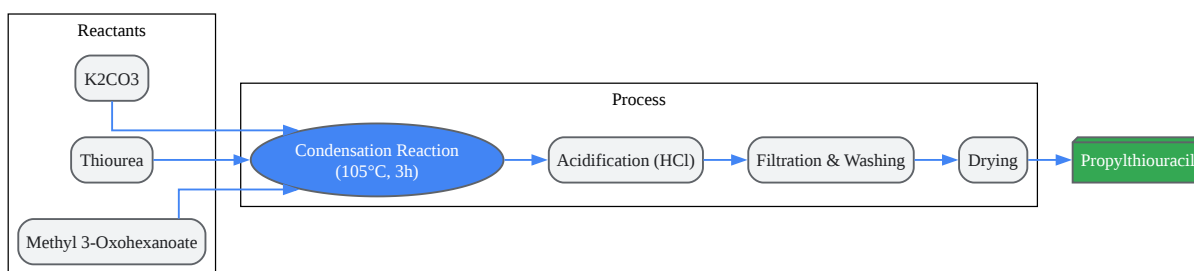 Reactants
K2CO3
Thiourea
Methyl 3-Oxohexanoate
Process
Condensation Reaction
(105°C, 3h)
Acidification (HCl)
Filtration & Washing
Drying
Propylthiouracil